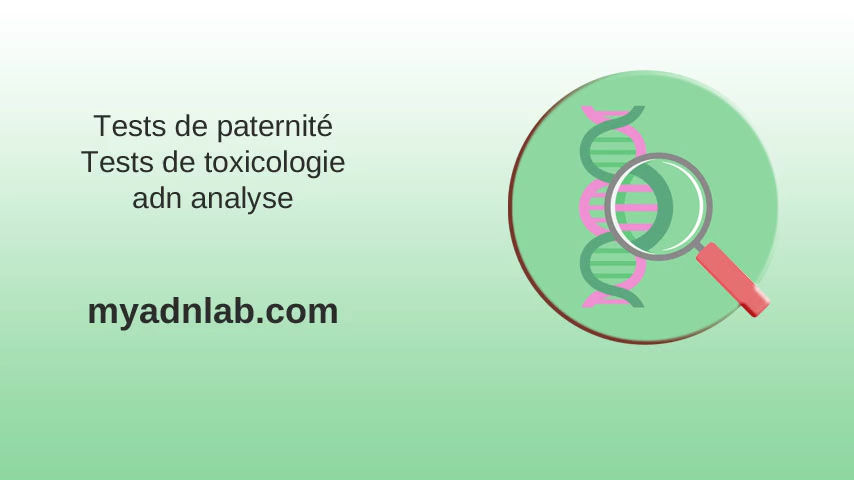 Tests de paternité
Tests de toxicologie
adn analyse
myadnlab.com